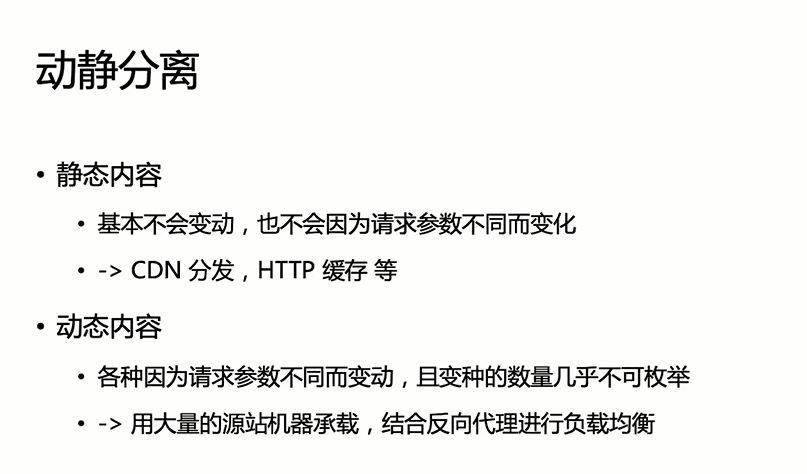 动静分离
• 静态内容
• 基本不会变动，也不会因为请求参数不同而变化
• -> CDN 分发，HTTP 缓存 等
• 动态内容
• 各种因为请求参数不同而变动，且变种的数量几乎不可枚举
• -> 用大量的源站机器承载，结合反向代理进行负载均衡